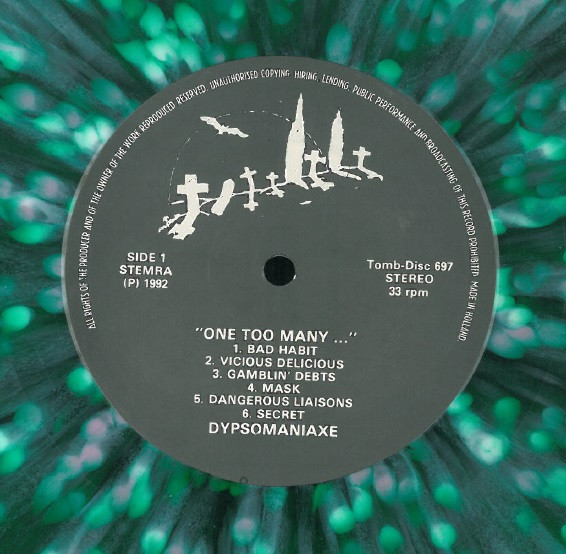 ALL RIGHTS OF THE PRODUCER AND OF THE OWNER OF THE WORK REPRODUCED RESERVED. UNAUTHORISED COPYING, HIRING, LENDING, PUBLIC PERFORMANCE AND BROADCASTING OF THIS RECORD PROHIBITED. MADE IN HOLLAND.
SIDE 1
STEMRA
(P) 1992
Tomb-Disc 697
STEREO
33 rpm
"ONE TOO MANY ..."
1. BAD HABIT
2. VICIOUS DELICIOUS
3. GAMBLIN' DEBTS
4. MASK
5. DANGEROUS LIAISONS
6. SECRET
DYPSOMANIAXE